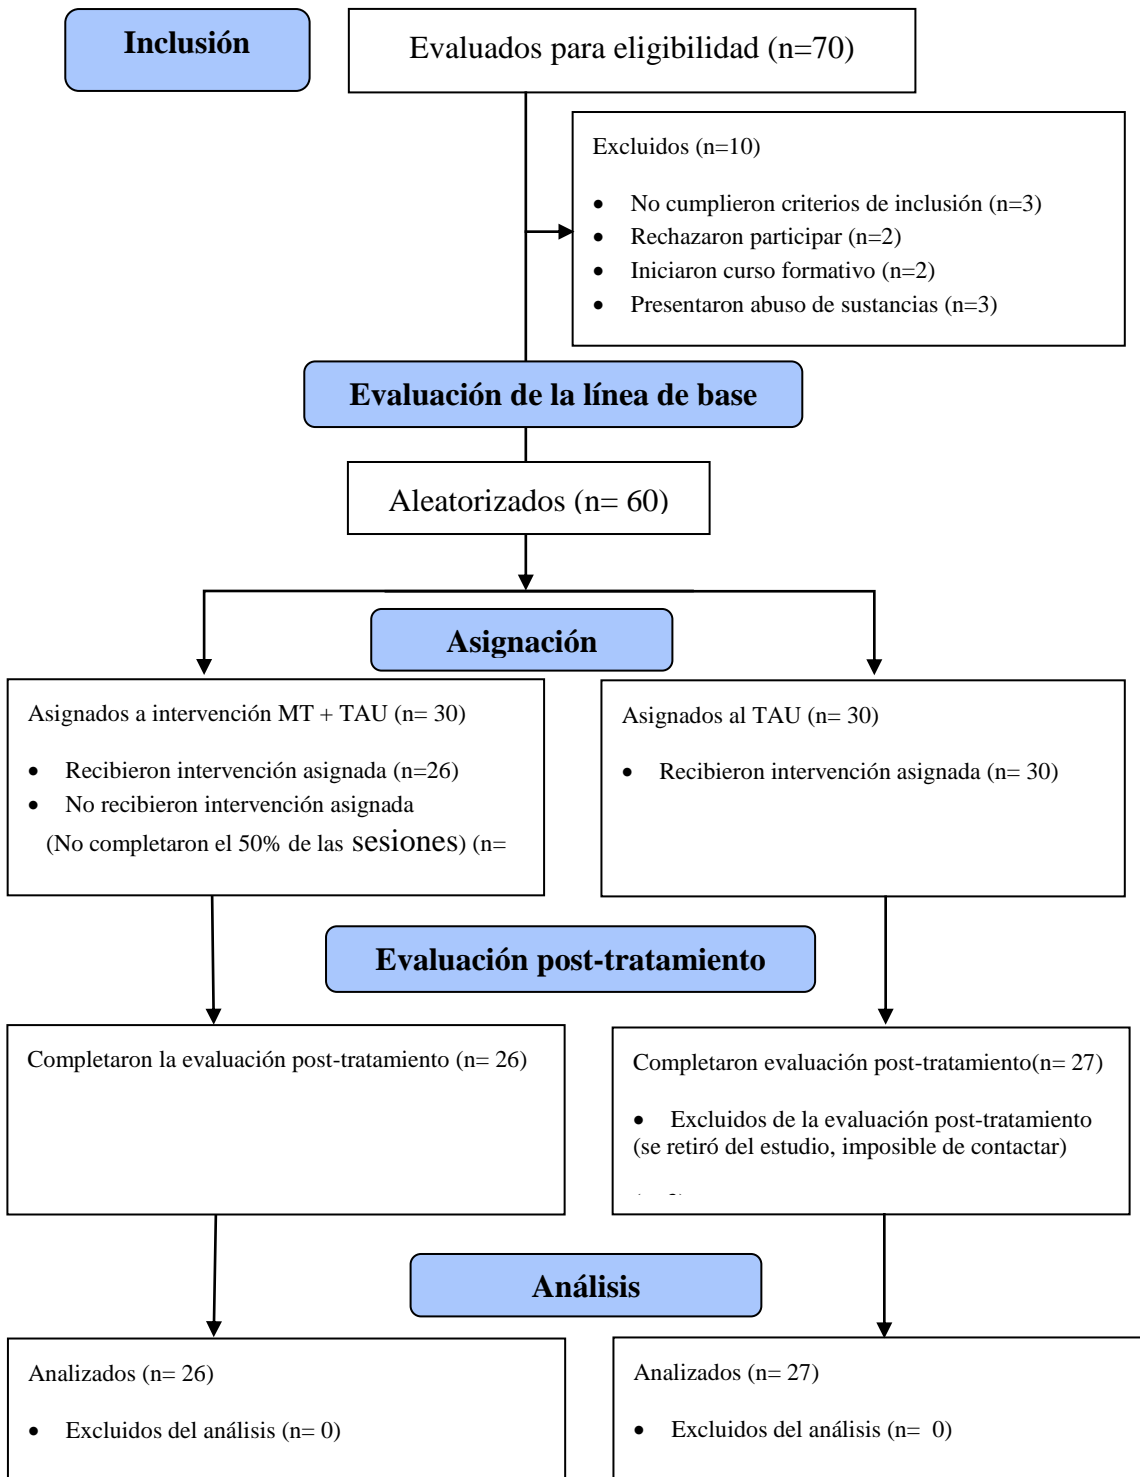 Inclusión
Evaluados para eligibilidad (n=70)
Excluidos (n=10)
• No cumplieron criterios de inclusión (n=3)
• Rechazaron participar (n=2)
• Iniciaron curso formativo (n=2)
• Presentaron abuso de sustancias (n=3)
Evaluación de la línea de base
Aleatorizados (n= 60)
Asignación
Asignados a intervención MT + TAU (n= 30)
• Recibieron intervención asignada (n=26)
• No recibieron intervención asignada
(No completaron el 50% de las sesiones) (n=
Asignados al TAU (n= 30)
• Recibieron intervención asignada (n= 30)
Evaluación post-tratamiento
Completaron la evaluación post-tratamiento (n= 26)
Completaron evaluación post-tratamiento(n= 27)
• Excluidos de la evaluación post-tratamiento
(se retiró del estudio, imposible de contactar)
Análisis
Analizados (n= 26)
• Excluidos del análisis (n= 0)
Analizados (n= 27)
• Excluidos del análisis (n=  0)